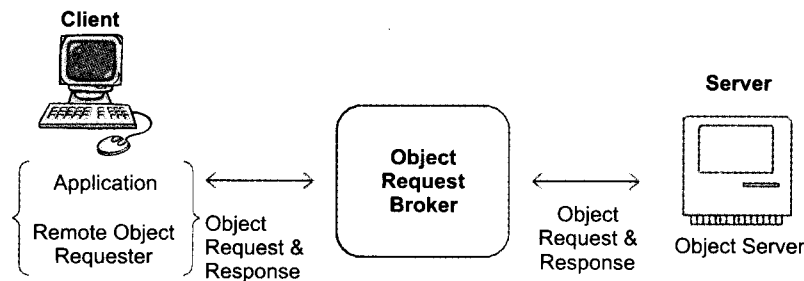 Client
Server
Object
Request
Broker
Application
Remote Object
Requester
Object
Request &
Response
Object
Request &
Response
Object Server